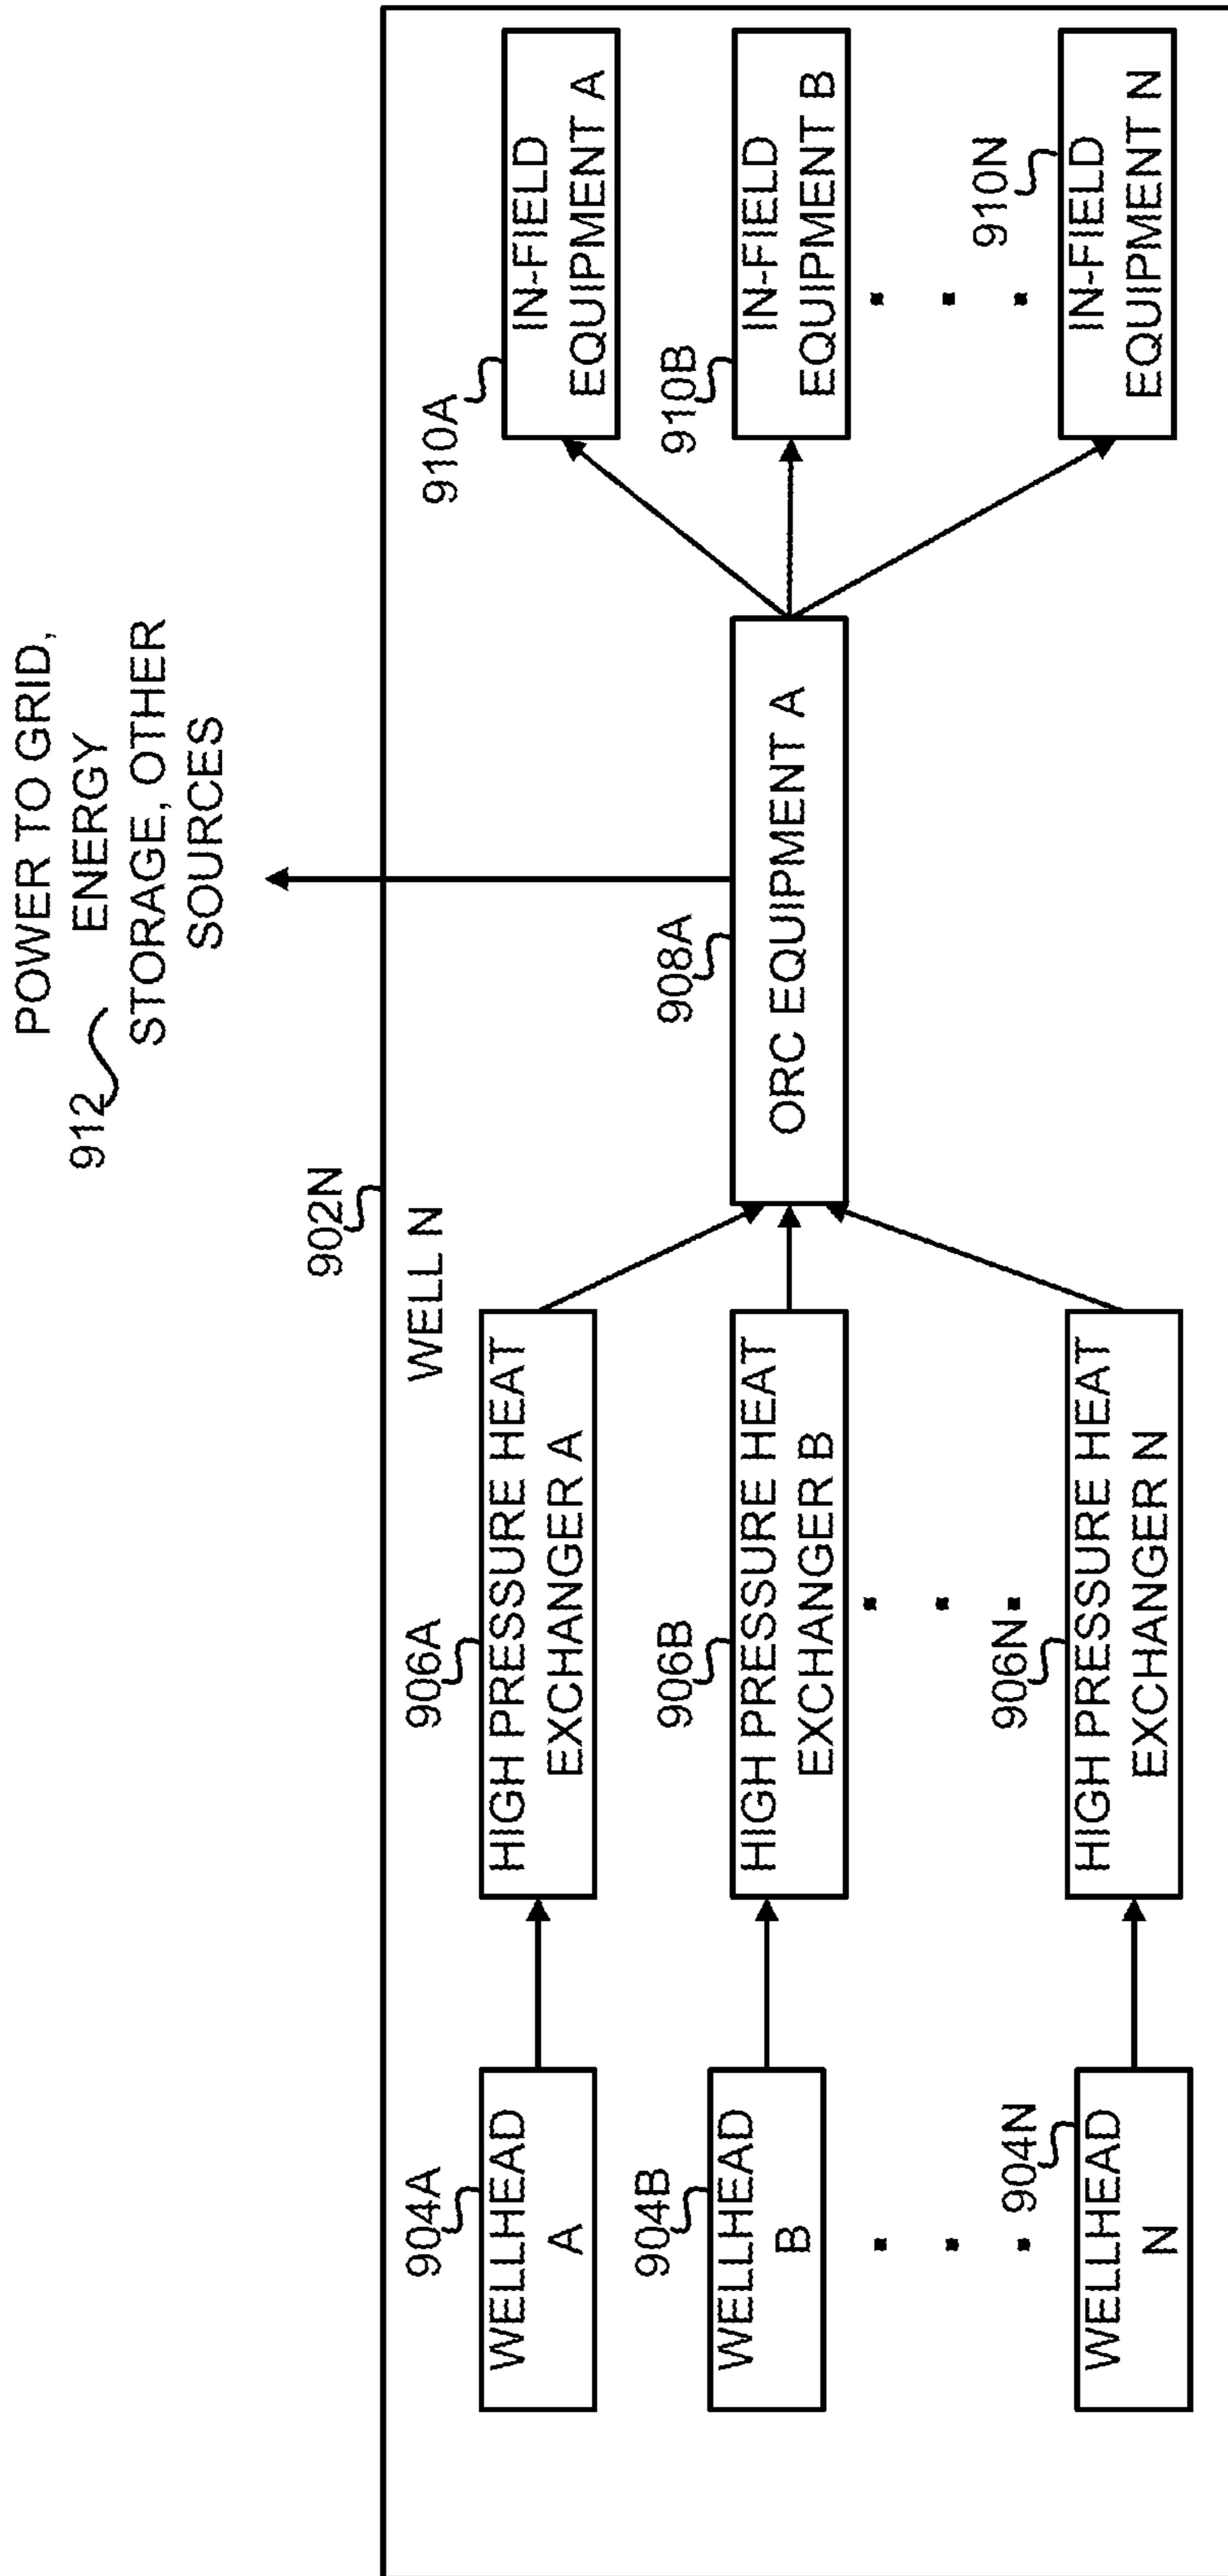 POWER TO GRID,
912 ENERGY
STORAGE, OTHER
SOURCES
902N
WELL N
904A
WELLHEAD
A
906A
HIGH PRESSURE HEAT
EXCHANGER A
910A
IN-FIELD
EQUIPMENT A
904B
WELLHEAD
B
906B
HIGH PRESSURE HEAT
EXCHANGER B
908A
ORC EQUIPMENT A
910B
IN-FIELD
EQUIPMENT B
904N
WELLHEAD
N
906N
HIGH PRESSURE HEAT
EXCHANGER N
910N
IN-FIELD
EQUIPMENT N